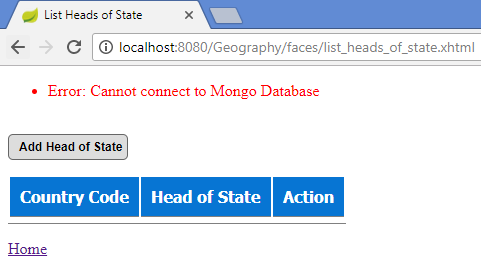 List Heads of State
localhost:8080/Geography/faces/list_heads_of_state.xhtml
Error: Cannot connect to Mongo Database
Add Head of State
Country Code Head of State Action
Home